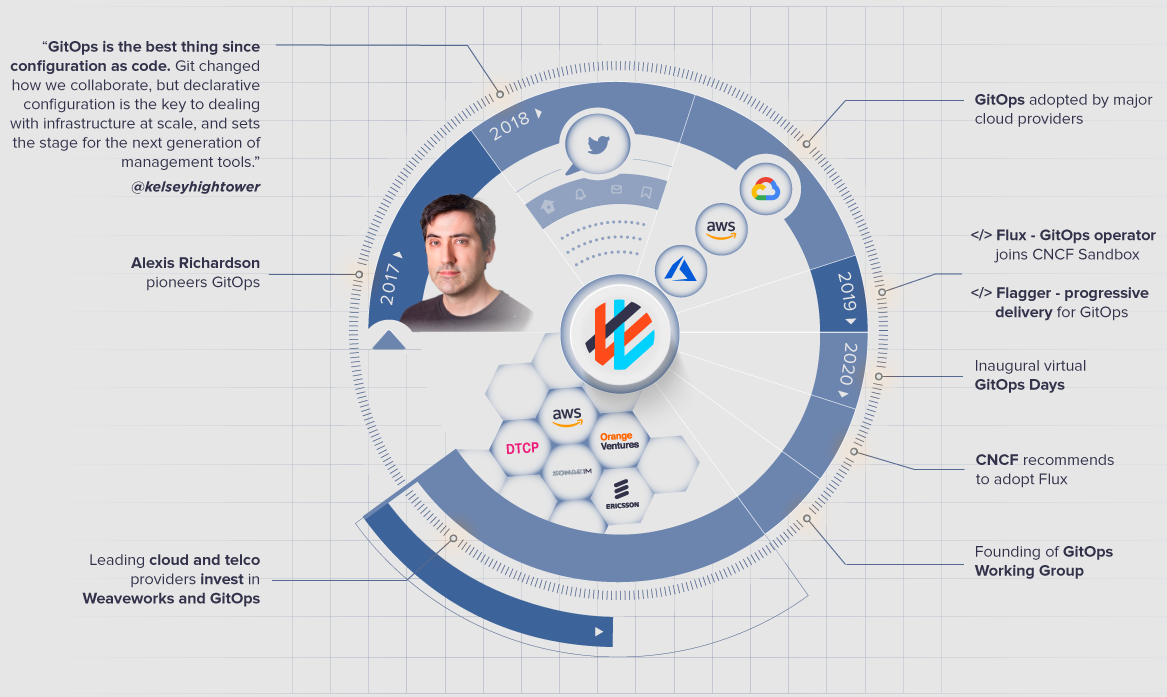 “GitOps is the best thing since
configuration as code. Git changed
how we collaborate, but declarative
configuration is the key to dealing
with infrastructure at scale, and sets
the stage for the next generation of
management tools.”
@kelseyhightower
Alexis Richardson
pioneers GitOps
2017
2018
GitOps adopted by major
cloud providers
aws
2019
</> Flux - GitOps operator
joins CNCF Sandbox
</> Flagger - progressive
delivery for GitOps
2020
Inaugural virtual
GitOps Days
CNCF recommends
to adopt Flux
Founding of GitOps
Working Group
aws
DTCP
Orange
Ventures
ERICSSON
Leading cloud and telco
providers invest in
Weaveworks and GitOps